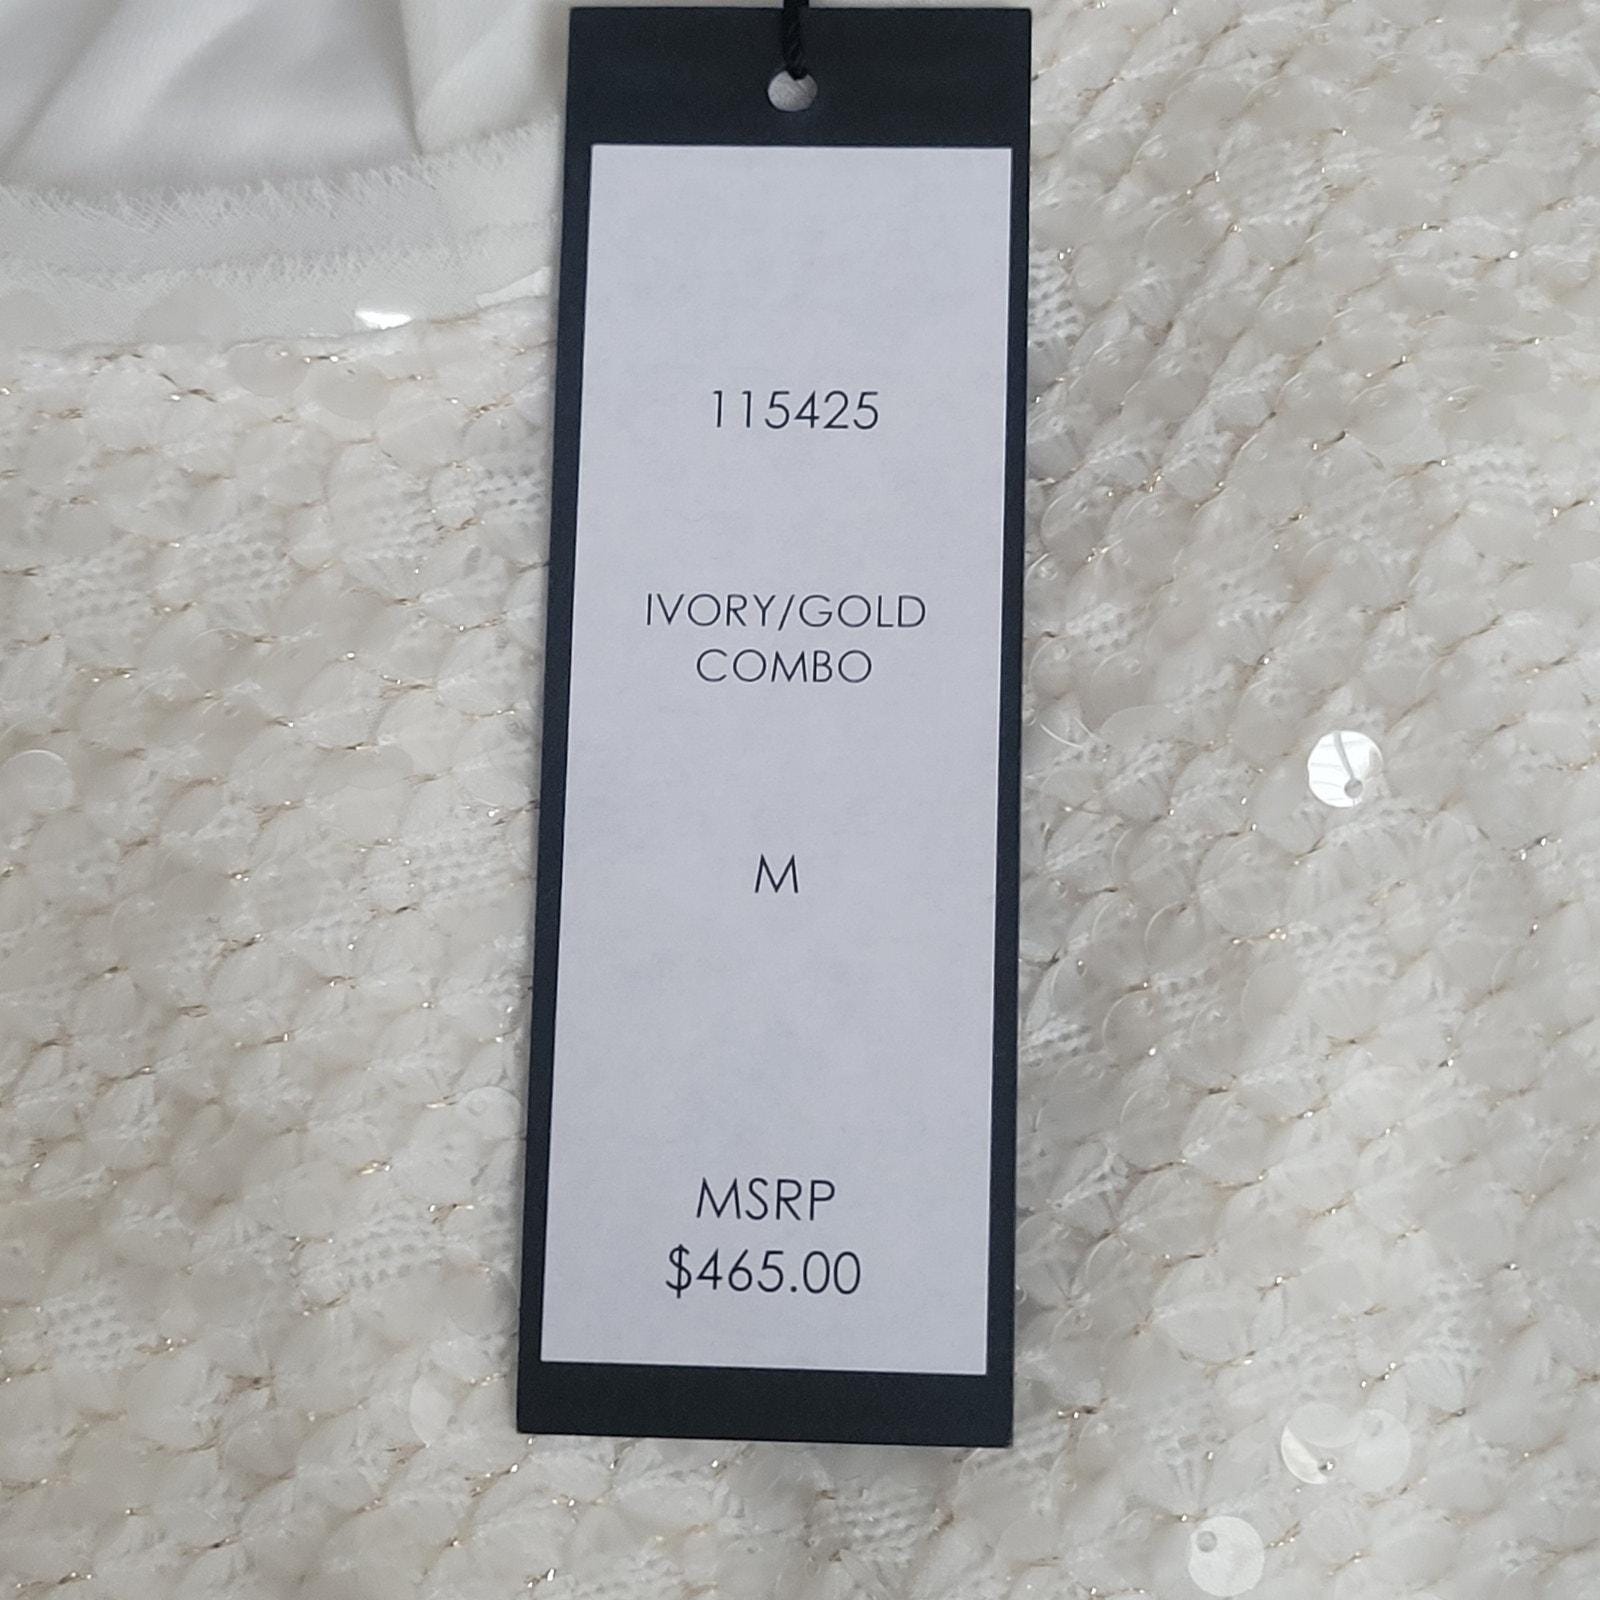 115425
IVORY/GOLD
COMBO
M
MSRP
$465.00